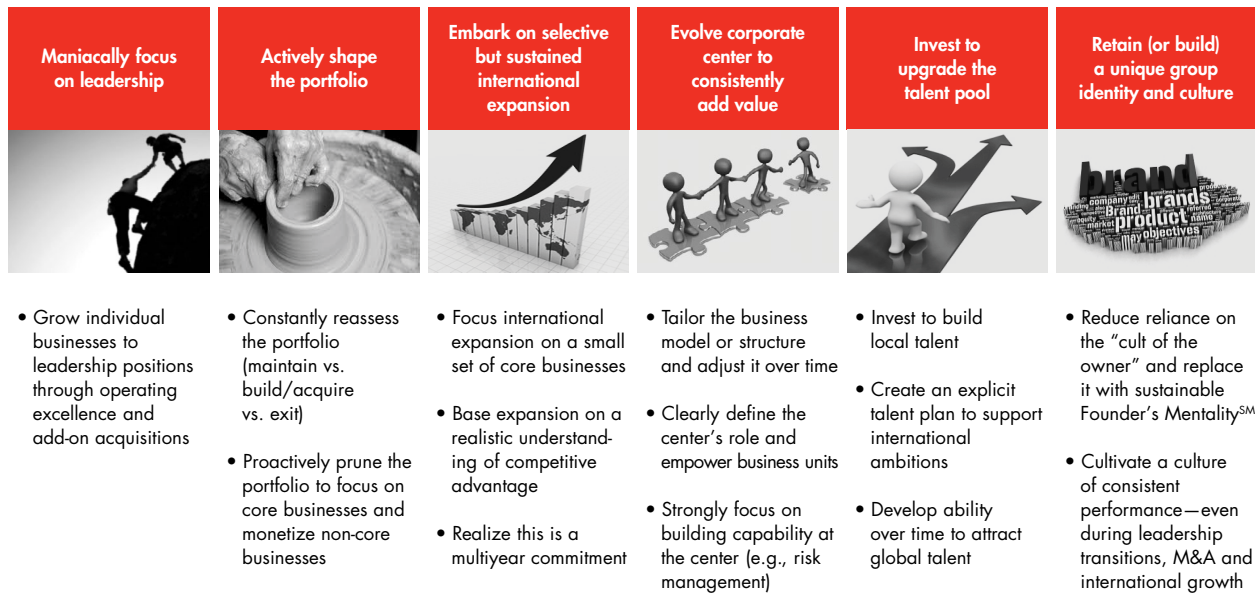 Maniacally focus
on leadership
Actively shape
the portfolio
Embark on selective
but sustained
international
expansion
Evolve corporate
center to
consistently
add value
Invest to
upgrade the
talent pool
Retain (or build)
a unique group
identity and culture
brand
company
brands
Brand
product
referred
name
market
may
objectives
• Grow individual
businesses to
leadership positions
through operating
excellence and
add-on acquisitions
• Constantly reassess
the portfolio
(maintain vs.
build/acquire
vs. exit)
• Proactively prune the
portfolio to focus on
core businesses and
monetize non-core
businesses
• Focus international
expansion on a small
set of core businesses
• Base expansion on a
realistic understand-
ing of competitive
advantage
• Realize this is a
multiyear commitment
• Tailor the business
model or structure
and adjust it over time
• Clearly define the
center’s role and
empower business units
• Strongly focus on
building capability at
the center (e.g., risk
management)
• Invest to build
local talent
• Create an explicit
talent plan to support
international
ambitions
• Develop ability
over time to attract
global talent
• Reduce reliance on
the “cult of the
owner” and replace
it with sustainable
Founder’s Mentality℠
• Cultivate a culture
of consistent
performance—even
during leadership
transitions, M&A and
international growth